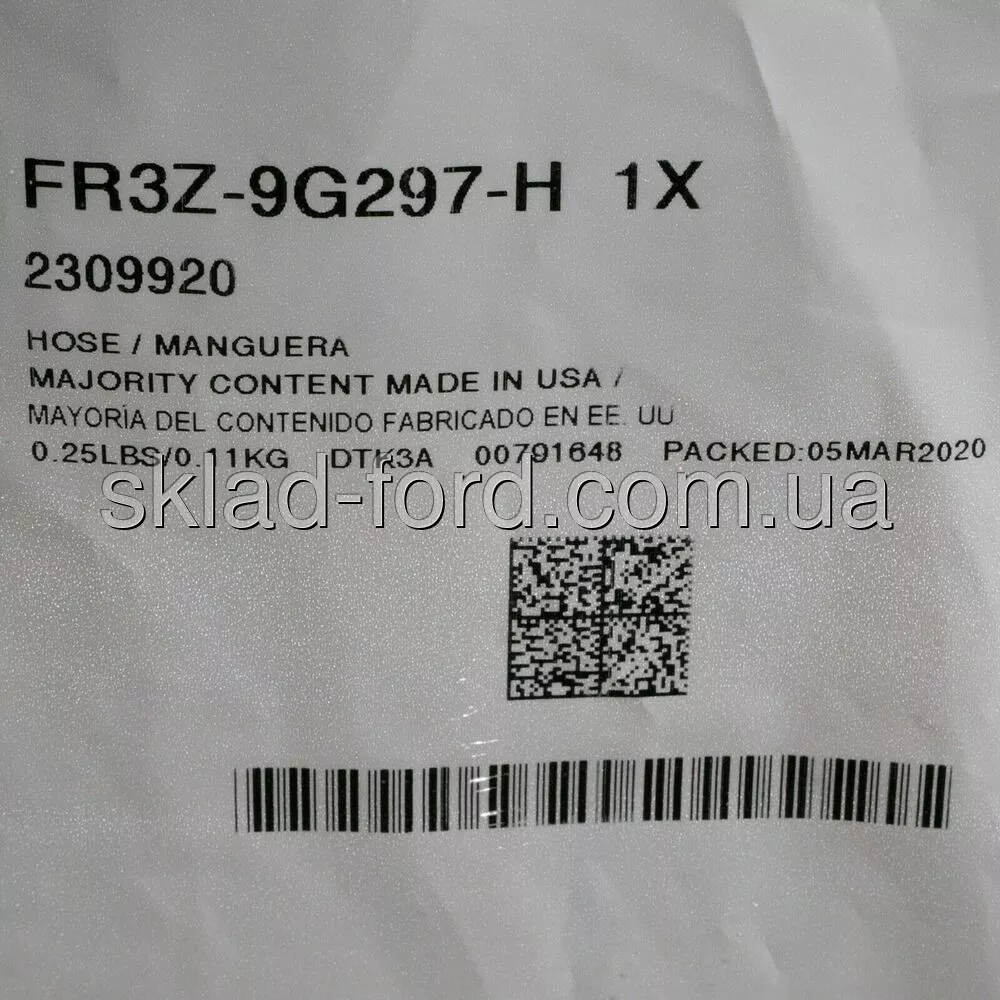 FR3Z-9G297-H 1X
2309920
HOSE / MANGUERA
MAJORITY CONTENT MADE IN USA /
MAYORÍA DEL CONTENIDO FABRICADO EN EE. UU
0.25LBS/0.11KG DTK3A 00791648 PACKED:05MAR2020
sklad-ford.com.ua